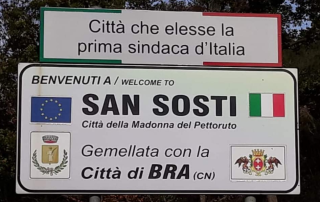 Città che elesse la
prima sindaca d'Italia
BENVENUTI A / WELCOME TO
SAN SOSTI
Città della Madonna del Pettoruto
Gemellata con la
Città di BRA (CN)